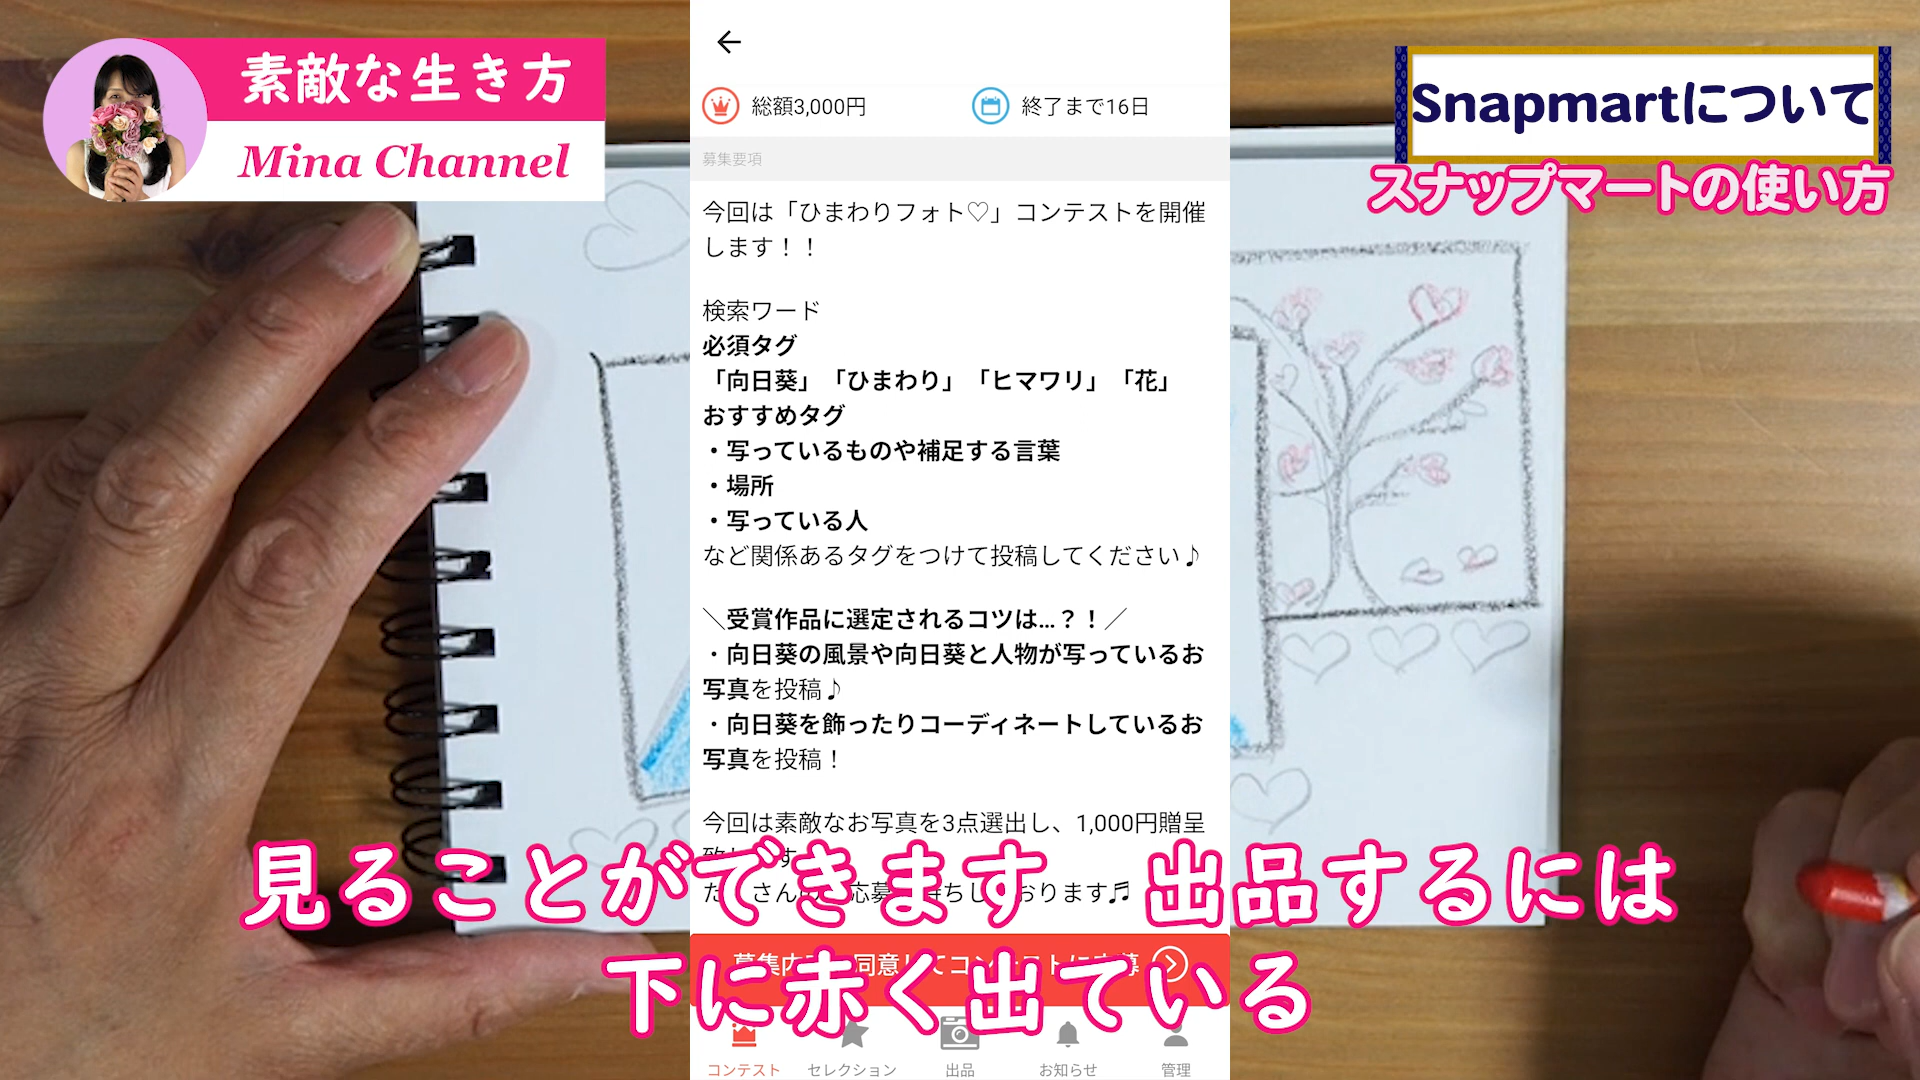 素敵な生き方
Mina Channel
Snapmartについて
スナップマートの使い方
総額3,000円
終了まで16日
募集要項
今回は「ひまわりフォト♡」コンテストを開催
します！！
検索ワード
必須タグ
「向日葵」「ひまわり」「ヒマワリ」「花」
おすすめタグ
・写っているものや補足する言葉
・場所
・写っている人
など関係あるタグをつけて投稿してください♪
＼受賞作品に選定されるコツは…？！／
・向日葵の風景や向日葵と人物が写っているお
写真を投稿♪
・向日葵を飾ったりコーディネートしているお
写真を投稿！
今回は素敵なお写真を3点選出し、1,000円贈呈
見ることができます 出品するには
下に赤く出ている
コンテスト
セレクション
出品
お知らせ
管理